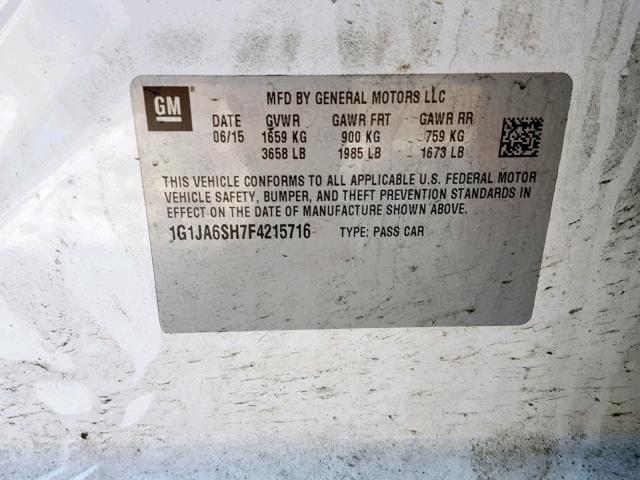 GM®
MFD BY GENERAL MOTORS LLC
DATE GVWR GAWR FRT GAWR RR
06/15 1659 KG 900 KG 759 KG
3658 LB 1985 LB 1673 LB
THIS VEHICLE CONFORMS TO ALL APPLICABLE U.S. FEDERAL MOTOR
VEHICLE SAFETY, BUMPER, AND THEFT PREVENTION STANDARDS IN
EFFECT ON THE DATE OF MANUFACTURE SHOWN ABOVE.
1G1JA6SH7F4215716 TYPE: PASS CAR